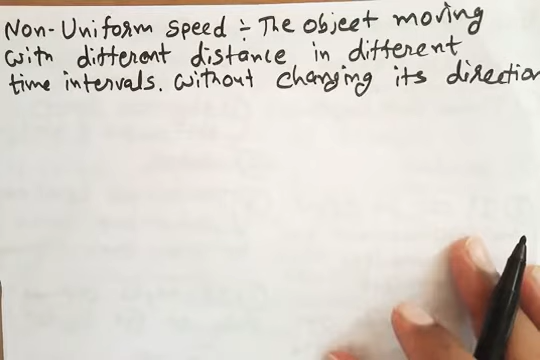 Non-Uniform speed ÷ The object moving
with different distance in different
time intervals. without changing its direction